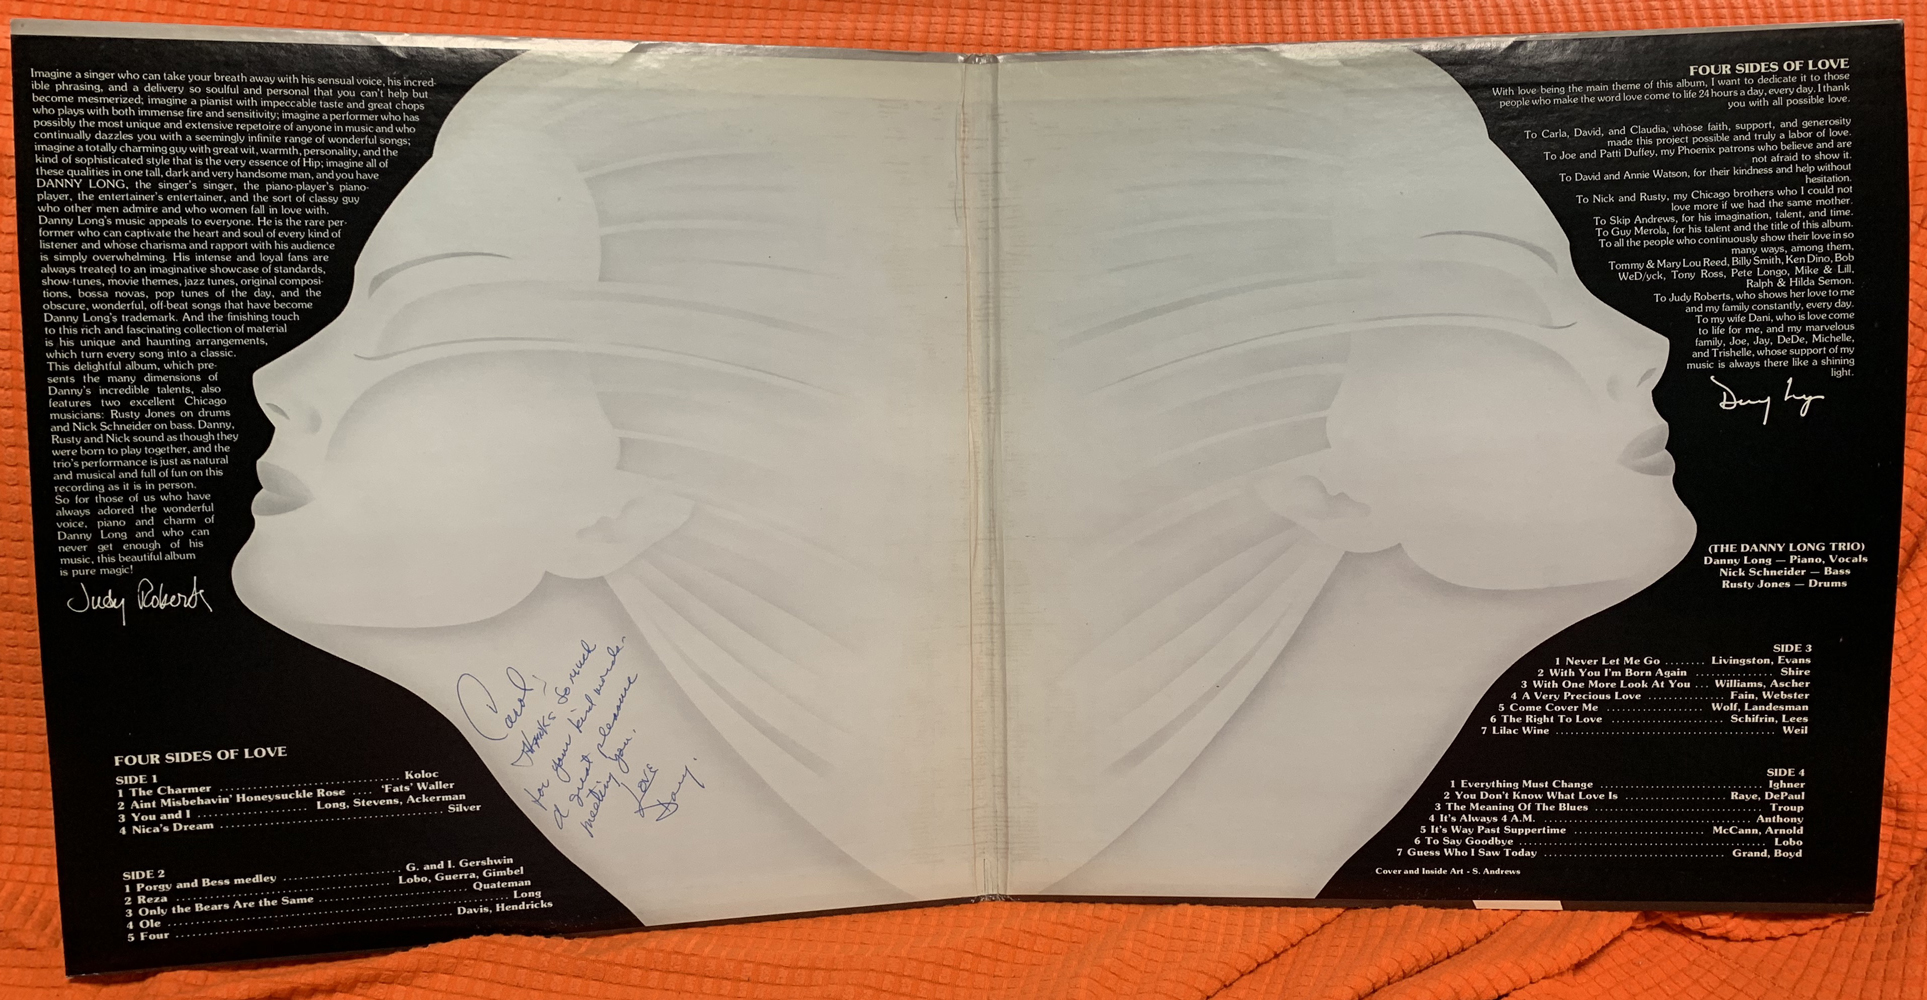 Imagine a singer who can take your breath away with his sensual voice, his incred-
ible phrasing, and a delivery so soulful and personal that you can't help but
become mesmerized; imagine a pianist with impeccable taste and great chops
who plays with both immense fire and sensitivity; imagine a performer who has
possibly the most unique and extensive repetoire of anyone in music and who
continually dazzles you with a seemingly infinite range of wonderful songs;
imagine a totally charming guy with great wit, warmth, personality, and the
kind of sophisticated style that is the very essence of Hip; imagine all of
these qualities in one tall, dark and very handsome man, and you have
DANNY LONG, the singer's singer, the piano-player's piano-
player, the entertainer's entertainer, and the sort of classy guy
who other men admire and who women fall in love with.
Danny Long's music appeals to everyone. He is the rare per-
former who can captivate the heart and soul of every kind of
listener and whose charisma and rapport with his audience
is simply overwhelming. His intense and loyal fans are
always treated to an imaginative showcase of standards,
show-tunes, movie themes, jazz tunes, original composi-
tions, bossa novas, pop tunes of the day, and the
obscure, wonderful, off-beat songs that have become
Danny Long's trademark. And the finishing touch
to this rich and fascinating collection of material
is his unique and haunting arrangements,
which turn every song into a classic.
This delightful album, which pre-
sents the many dimensions of
Danny's incredible talents, also
features two excellent Chicago
musicians: Rusty Jones on drums
and Nick Schneider on bass. Danny,
Rusty and Nick sound as though they
were born to play together, and the
trio's performance is just as natural
and musical and full of fun on this
recording as it is in person.
So for those of us who have
always adored the wonderful
voice, piano and charm of
Danny Long and who can
never get enough of his
music, this beautiful album
is pure magic!
Judy Roberts
FOUR SIDES OF LOVE
SIDE 1
1 The Charmer .......... Koloc
2 Aint Misbehavin' Honeysuckle Rose .... 'Fats' Waller
3 You and I .......... Long, Stevens, Ackerman
4 Nica's Dream .......... Silver
SIDE 2
1 Porgy and Bess medley .......... G. and I. Gershwin
2 Reza .......... Lobo, Guerra, Gimbel
3 Only the Bears Are the Same .......... Quateman
4 Ole .......... Long
5 Four .......... Davis, Hendricks
Carol!
Thanks so much
for your kind words.
A great pleasure
meeting you.
Love
Danny.
FOUR SIDES OF LOVE
With love being the main theme of this album, I want to dedicate it to those
people who make the word love come to life 24 hours a day, every day. I thank
you with all possible love.
To Carla, David, and Claudia, whose faith, support, and generosity
made this project possible and truly a labor of love.
To Joe and Patti Duffey, my Phoenix patrons who believe and are
not afraid to show it.
To David and Annie Watson, for their kindness and help without
hesitation.
To Nick and Rusty, my Chicago brothers who I could not
love more if we had the same mother.
To Skip Andrews, for his imagination, talent, and time.
To Guy Merola, for his talent and the title of this album.
To all the people who continuously show their love in so
many ways, among them,
Tommy & Mary Lou Reed, Billy Smith, Ken Dino, Bob
WeD/yck, Tony Ross, Pete Longo, Mike & Lill,
Ralph & Hilda Semon.
To Judy Roberts, who shows her love to me
and my family constantly, every day.
To my wife Dani, who is love come
to life for me, and my marvelous
family, Joe, Jay, DeDe, Michelle,
and Trishelle, whose support of my
music is always there like a shining
light.
Danny Long
(THE DANNY LONG TRIO)
Danny Long — Piano, Vocals
Nick Schneider — Bass
Rusty Jones — Drums
SIDE 3
1 Never Let Me Go ........ Livingston, Evans
2 With You I'm Born Again .......... Shire
3 With One More Look At You ... Williams, Ascher
4 A Very Precious Love .......... Fain, Webster
5 Come Cover Me .......... Wolf, Landesman
6 The Right To Love .......... Schifrin, Lees
7 Lilac Wine .......... Weil
SIDE 4
1 Everything Must Change .......... Ighner
2 You Don't Know What Love Is .......... Raye, DePaul
3 The Meaning Of The Blues .......... Troup
4 It's Always 4 A.M. .......... Anthony
5 It's Way Past Suppertime .......... McCann, Arnold
6 To Say Goodbye .......... Lobo
7 Guess Who I Saw Today .......... Grand, Boyd
Cover and Inside Art - S. Andrews